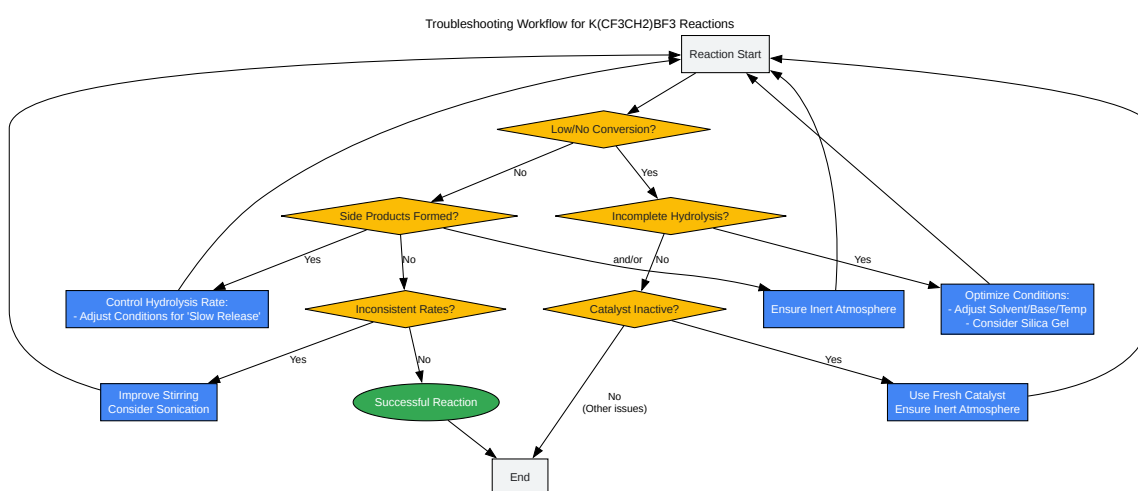 Troubleshooting Workflow for K(CF3CH2)BF3 Reactions
Reaction Start
Low/No Conversion?
No
Yes
Side Products Formed?
Incomplete Hydrolysis?
Yes
No
and/or
No
Yes
Control Hydrolysis Rate:
- Adjust Conditions for 'Slow Release'
Inconsistent Rates?
Catalyst Inactive?
Ensure Inert Atmosphere
Optimize Conditions:
- Adjust Solvent/Base/Temp
- Consider Silica Gel
Yes
No
No
(Other issues)
Yes
Improve Stirring
Consider Sonication
Successful Reaction
Use Fresh Catalyst
Ensure Inert Atmosphere
End